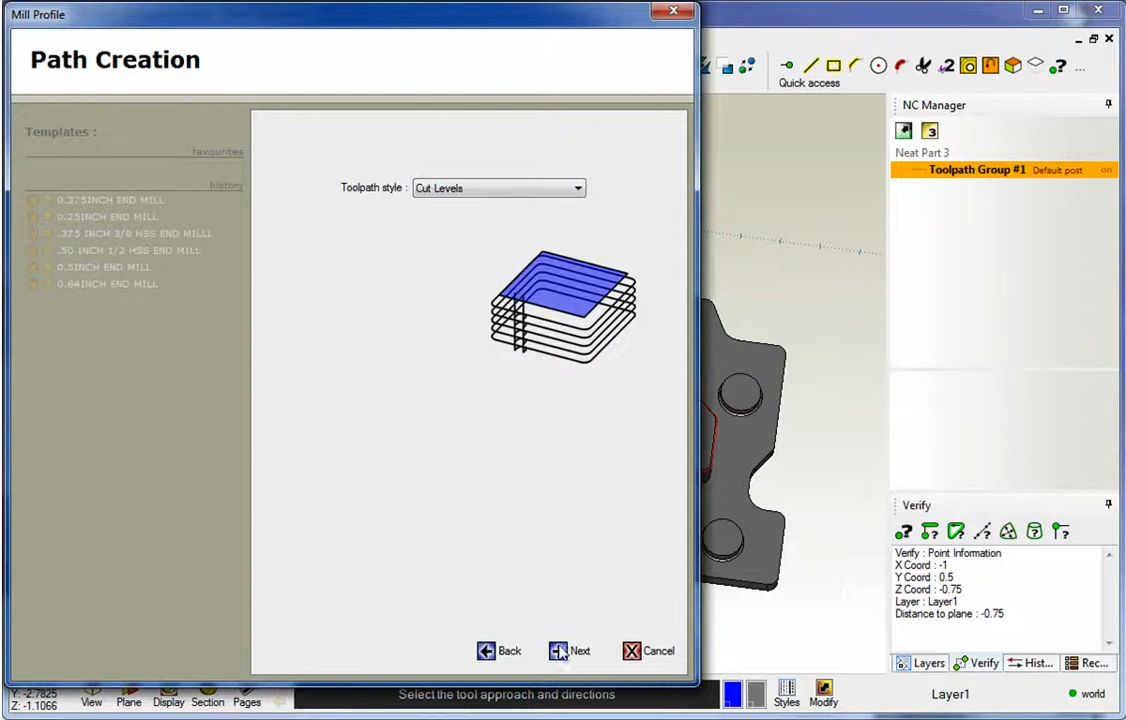 Mill Profile
Path Creation
Templates :
favourites
history
0.375INCH END MILL
0.25INCH END MILL
.375 INCH 3/8 HSS END MILLL
.50 INCH 1/2 HSS END MILL
0.5INCH END MILL
0.64INCH END MILL
Toolpath style :
Cut Levels
Back
Next
Cancel
Quick access
NC Manager
Neat Part 3
Toolpath Group #1 Default post on
Verify
Verify : Point Information
X Coord : -1
Y Coord : 0.5
Z Coord : -0.75
Layer : Layer1
Distance to plane : -0.75
Layers
Verify
Hist...
Rec...
Y: -2.7825
Z: -1.1066
View
Plane
Display
Section
Pages
Select the tool approach and directions
Styles
Modify
Layer1
world